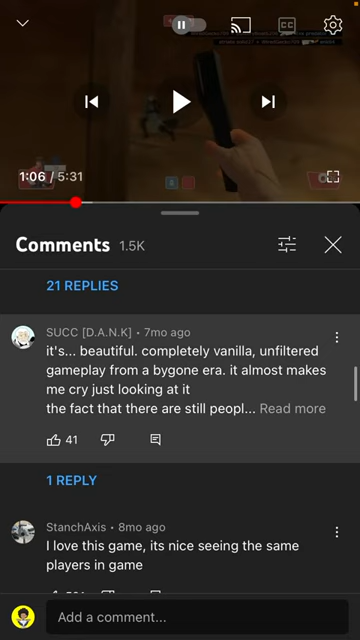 CC
1:06 / 5:31
Comments 1.5K
21 REPLIES
SUCC [D.A.N.K] • 7mo ago
it's... beautiful. completely vanilla, unfiltered
gameplay from a bygone era. it almost makes
me cry just looking at it
the fact that there are still peopl... Read more
41
1 REPLY
StanchAxis • 8mo ago
I love this game, its nice seeing the same
players in game
Add a comment...